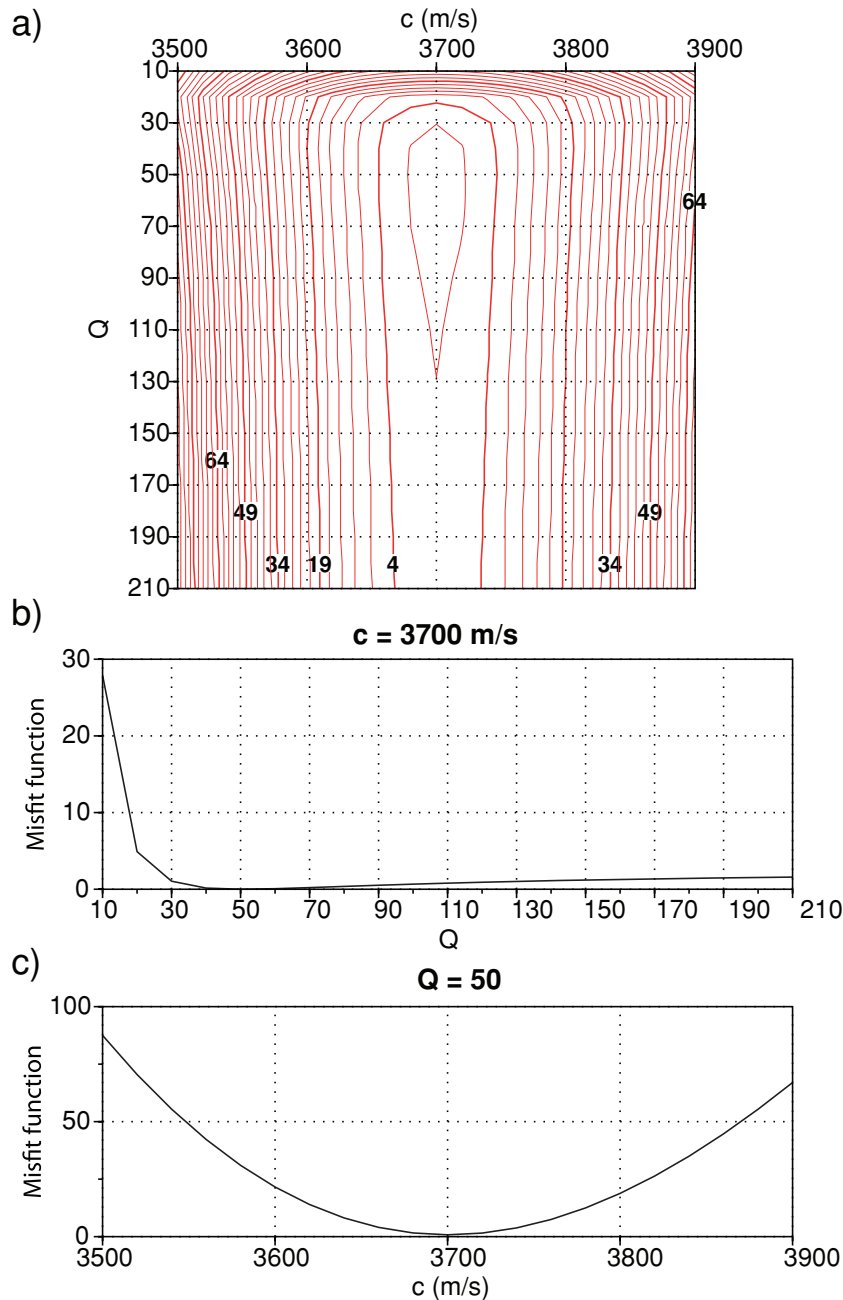 a)
c (m/s)
3500 3600 3700 3800 3900
10
30
50
64
70
90
Q
110
130
150
64
170
49 49
190
34 19 4 34
210
b)
c = 3700 m/s
Misfit function
30
20
10
0
10 30 50 70 90 110 130 150 170 190 210
Q
c)
Q = 50
Misfit function
100
50
0
3500 3600 3700 3800 3900
c (m/s)